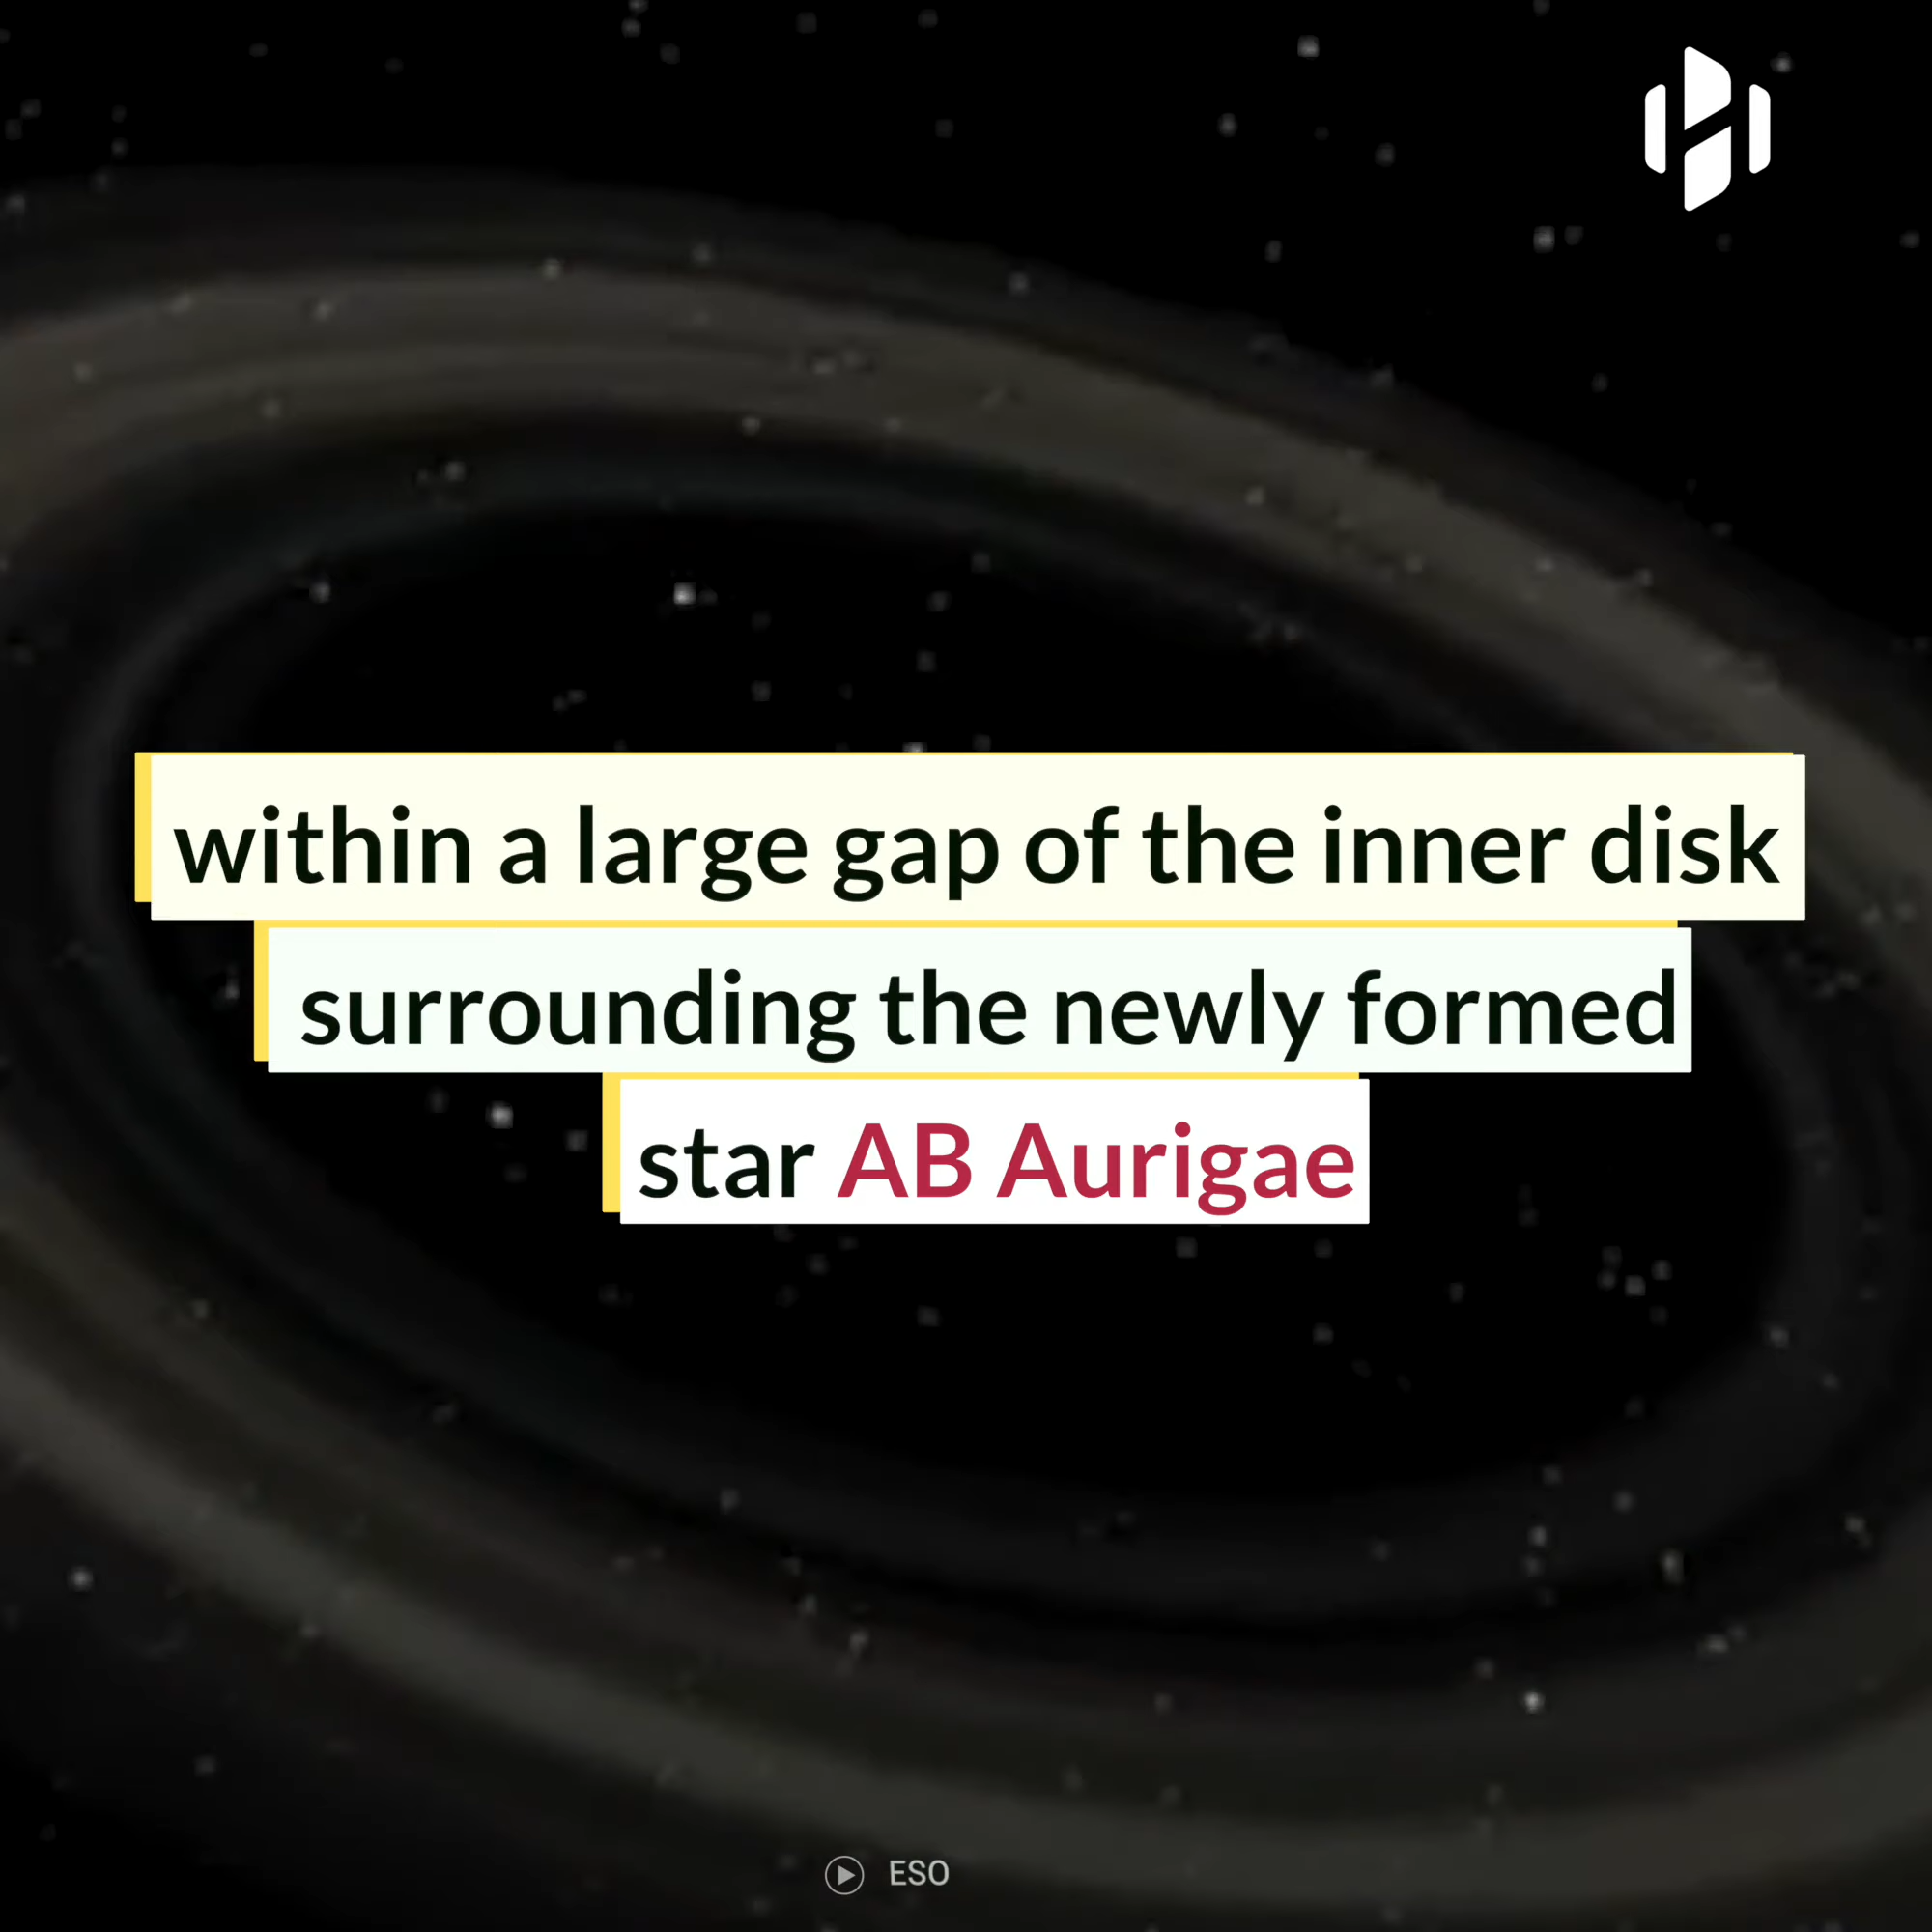 within a large gap of the inner disk
surrounding the newly formed
star AB Aurigae
ESO